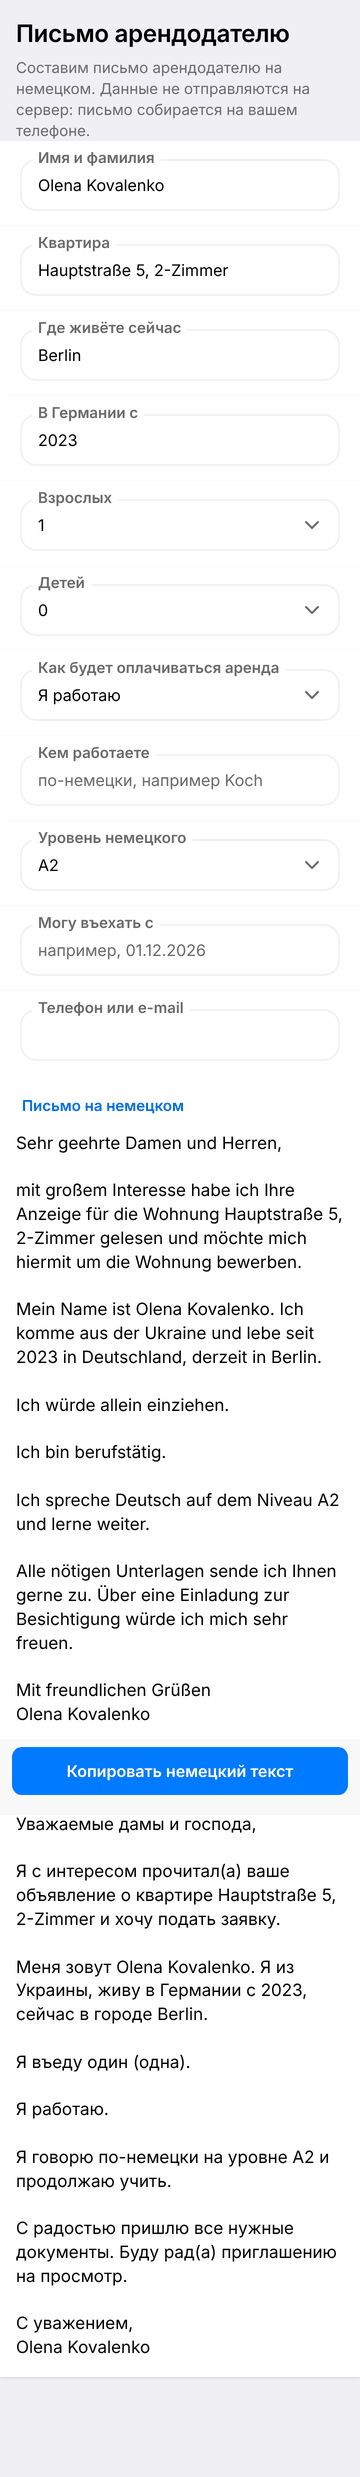 Письмо арендодателю
Составим письмо арендодателю на
немецком. Данные не отправляются на
сервер: письмо собирается на вашем
телефоне.
Имя и фамилия
Olena Kovalenko
Квартира
Hauptstraße 5, 2-Zimmer
Где живёте сейчас
Berlin
В Германии с
2023
Взрослых
1
Детей
0
Как будет оплачиваться аренда
Я работаю
Кем работаете
по-немецки, например Koch
Уровень немецкого
A2
Могу въехать с
например, 01.12.2026
Телефон или e-mail
Письмо на немецком
Sehr geehrte Damen und Herren,
mit großem Interesse habe ich Ihre
Anzeige für die Wohnung Hauptstraße 5,
2-Zimmer gelesen und möchte mich
hiermit um die Wohnung bewerben.
Mein Name ist Olena Kovalenko. Ich
komme aus der Ukraine und lebe seit
2023 in Deutschland, derzeit in Berlin.
Ich würde allein einziehen.
Ich bin berufstätig.
Ich spreche Deutsch auf dem Niveau A2
und lerne weiter.
Alle nötigen Unterlagen sende ich Ihnen
gerne zu. Über eine Einladung zur
Besichtigung würde ich mich sehr
freuen.
Mit freundlichen Grüßen
Olena Kovalenko
Копировать немецкий текст
Уважаемые дамы и господа,
Я с интересом прочитал(а) ваше
объявление о квартире Hauptstraße 5,
2-Zimmer и хочу подать заявку.
Меня зовут Olena Kovalenko. Я из
Украины, живу в Германии с 2023,
сейчас в городе Berlin.
Я въеду один (одна).
Я работаю.
Я говорю по-немецки на уровне A2 и
продолжаю учить.
С радостью пришлю все нужные
документы. Буду рад(а) приглашению
на просмотр.
С уважением,
Olena Kovalenko